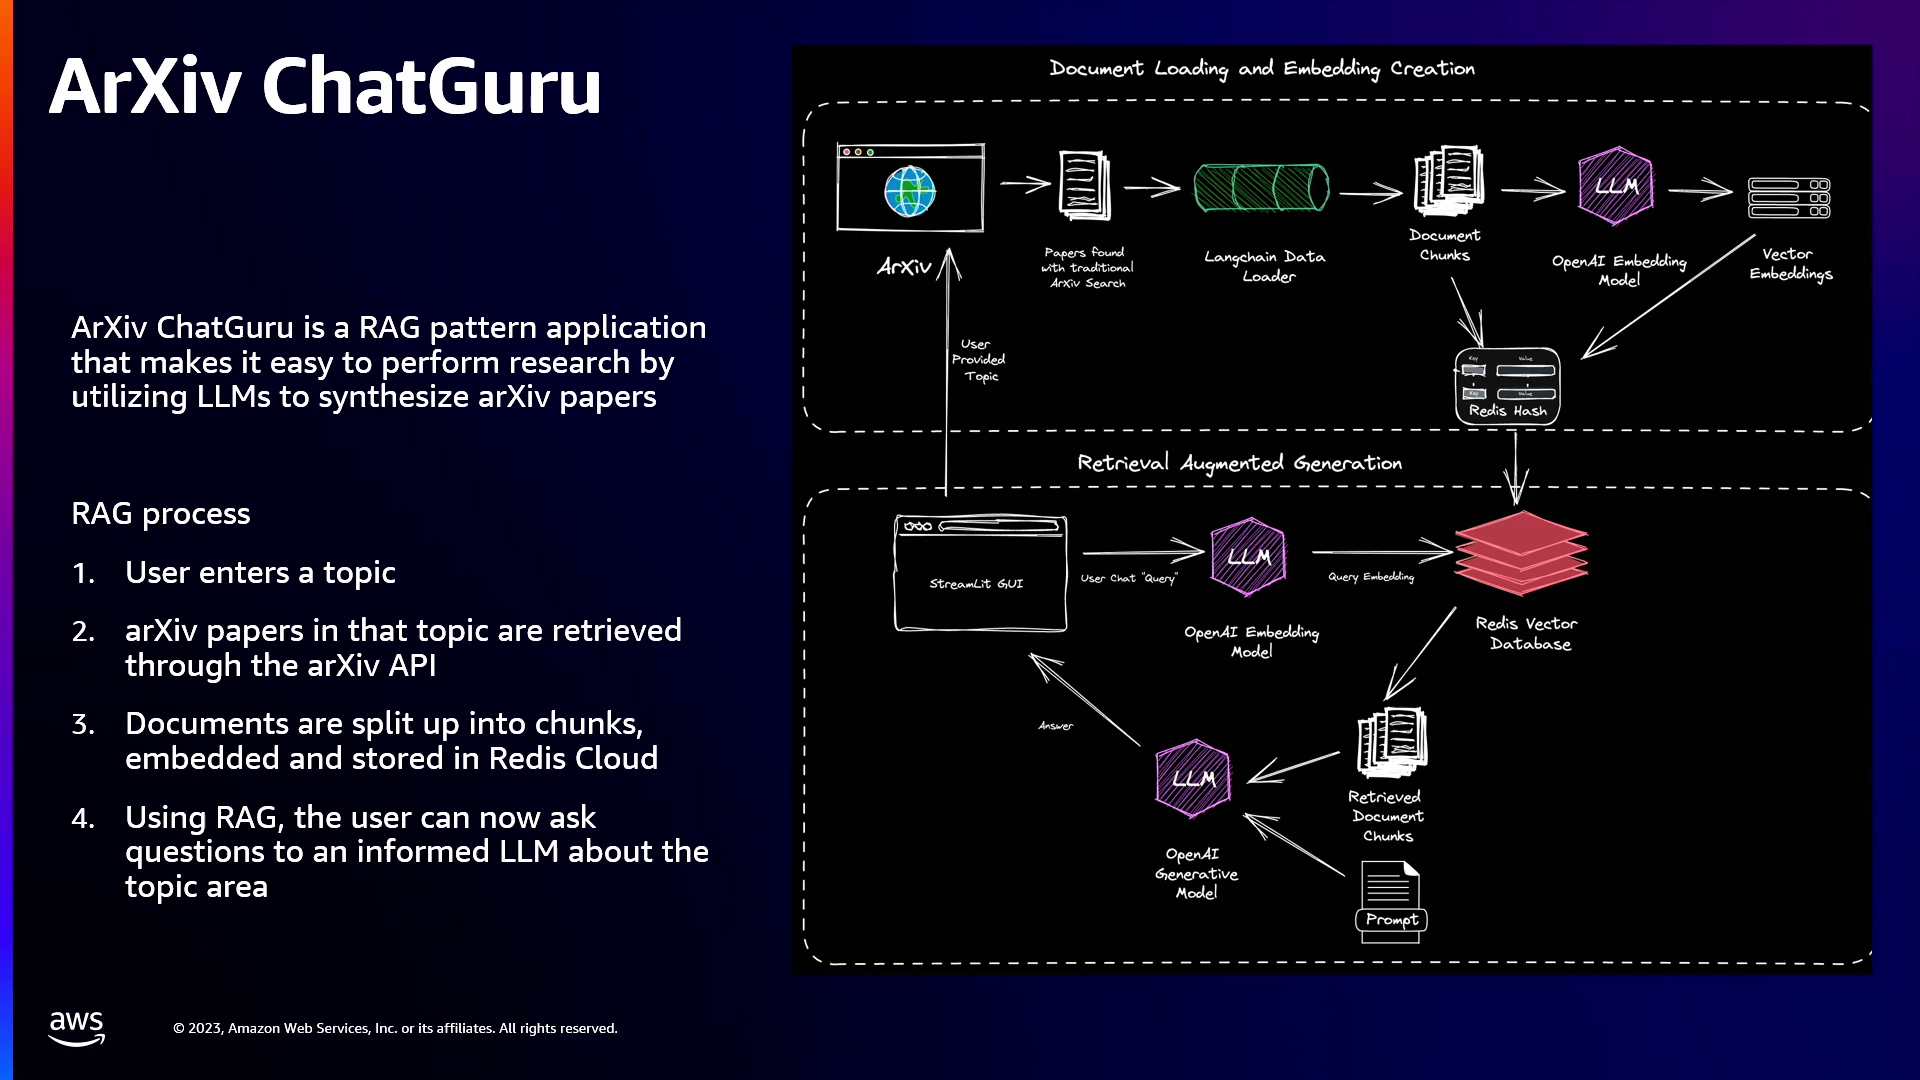 ArXiv ChatGuru
ArXiv ChatGuru is a RAG pattern application
that makes it easy to perform research by
utilizing LLMs to synthesize arXiv papers
RAG process
1. User enters a topic
2. arXiv papers in that topic are retrieved
through the arXiv API
3. Documents are split up into chunks,
embedded and stored in Redis Cloud
4. Using RAG, the user can now ask
questions to an informed LLM about the
topic area
Document Loading and Embedding Creation
ArXiv
Papers found
with traditional
ArXiv Search
Langchain Data
Loader
Document
Chunks
LLM
OpenAI Embedding
Model
Vector
Embeddings
User
Provided
Topic
Key Value
Key Value
Redis Hash
Retrieval Augmented Generation
StreamLit GUI
User Chat "Query"
LLM
OpenAI Embedding
Model
Query Embedding
Redis Vector
Database
Answer
LLM
OpenAI
Generative
Model
Retrieved
Document
Chunks
Prompt
aws
© 2023, Amazon Web Services, Inc. or its affiliates. All rights reserved.